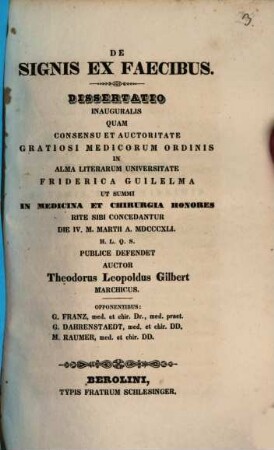 3
DE
SIGNIS EX FAECIBUS.
DISSERTATIO
INAUGURALIS
QUAM
CONSENSU ET AUCTORITATE
GRATIOSI MEDICORUM ORDINIS
IN
ALMA LITERARUM UNIVERSITATE
FRIDERICA GUILELMA
UT SUMMI
IN MEDICINA ET CHIRURGIA HONORES
RITE SIBI CONCEDANTUR
DIE IV. M. MARTII A. MDCCCXLI.
H. L. Q. S.
PUBLICE DEFENDET
AUCTOR
Theodorus Leopoldus Gilbert
MARCHICUS.
OPPONENTIBUS:
G. FRANZ, med. et chir. Dr., med. pract.
G. DAHRENSTAEDT, med. et chir. DD.
M. RAUMER, med. et chir. DD.
BEROLINI,
TYPIS FRATRUM SCHLESINGER.